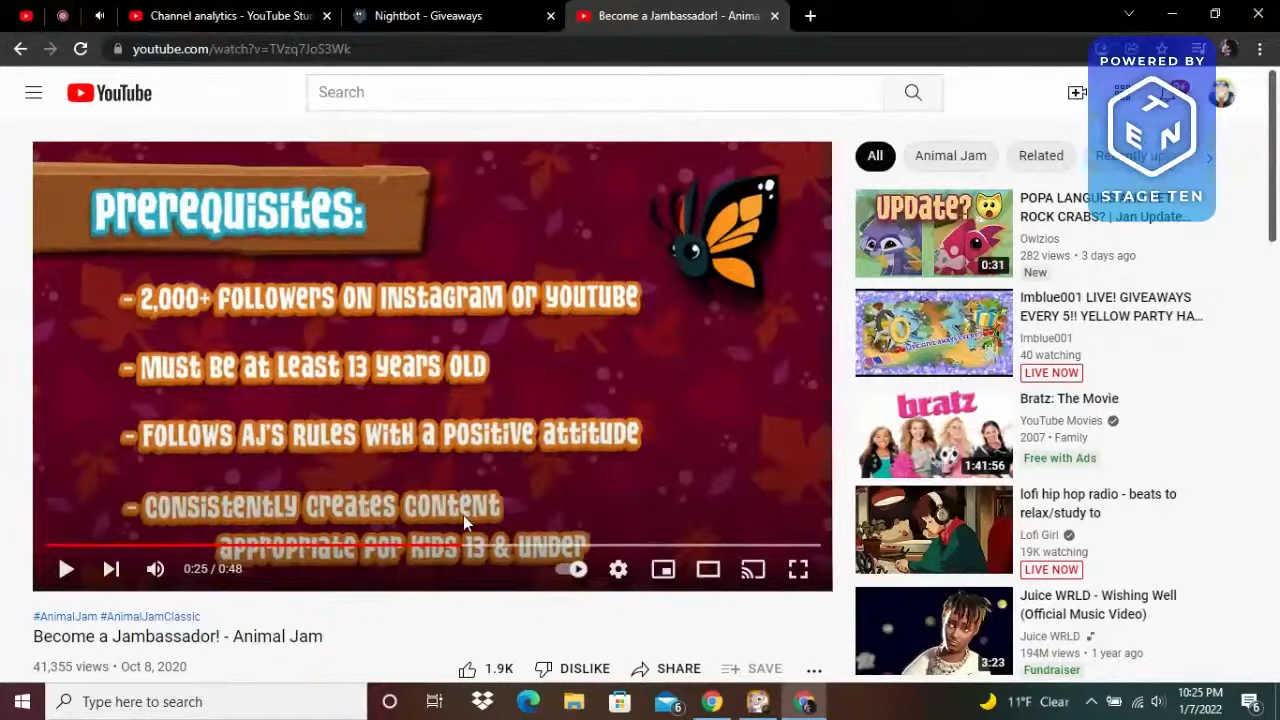 Channel analytics - YouTube Stu
Nightbot - Giveaways
Become a Jambassador! - Anima
youtube.com/watch?v=TVzq7JoS3Wk
POWERED BY
TEN
STAGE TEN
YouTube
Search
All
Animal Jam
Related
Prerequisites:
- 2,000+ Followers on Instagram or YouTube
- Must be at least 13 years old
- Follows AJ's rules with a positive attitude
- Consistently creates content
appropriate for kids 13 & under
0:25 / 0:48
#AnimalJam #AnimalJamClassic
Become a Jambassador! - Animal Jam
41,355 views • Oct 8, 2020
1.9K
DISLIKE
SHARE
SAVE
UPDATE?
0:31
ROCK CRABS? | Jan Update...
Owlzios
282 views • 3 days ago
New
Imblue001 LIVE! GIVEAWAYS
EVERY 5!! YELLOW PARTY HA...
Imblue001
40 watching
LIVE NOW
bratz
1:41:56
Bratz: The Movie
YouTube Movies
2007 • Family
Free with Ads
lofi hip hop radio - beats to
relax/study to
Lofi Girl
19K watching
LIVE NOW
3:23
Juice WRLD - Wishing Well
(Official Music Video)
Juice WRLD
194M views • 1 year ago
Fundraiser
Type here to search
6
11°F Clear
10:25 PM
1/7/2022
6